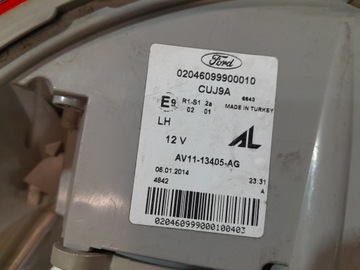 Ford
02046099900010
CUJ9A
6643
E9 R1-S1 2a
02 01
MADE IN TURKEY
LH
12 V
AL
AV11-13405-AG
06.01.2014 23:31
4842 A
020460999000100403